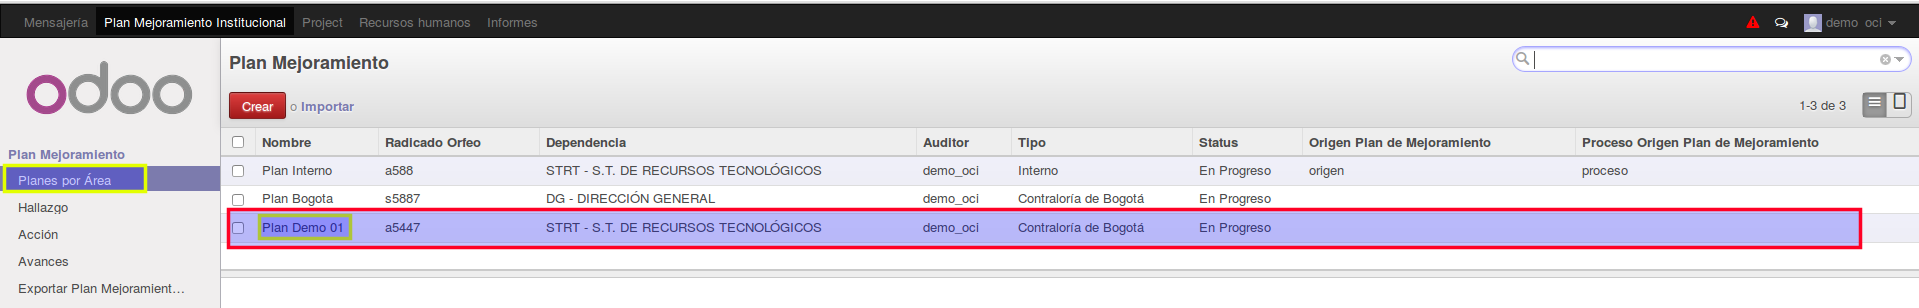 Mensajería Plan Mejoramiento Institucional Project Recursos humanos Informes demo oci
odoo
Plan Mejoramiento
Planes por Área
Hallazgo
Acción
Avances
Exportar Plan Mejoramient…
Plan Mejoramiento
Crear o Importar 1-3 de 3
Nombre Radicado Orfeo Dependencia Auditor Tipo Status Origen Plan de Mejoramiento Proceso Origen Plan de Mejoramiento
Plan Interno a588 STRT - S.T. DE RECURSOS TECNOLÓGICOS demo_oci Interno En Progreso origen proceso
Plan Bogota s5887 DG - DIRECCIÓN GENERAL demo_oci Contraloría de Bogotá En Progreso
Plan Demo 01 a5447 STRT - S.T. DE RECURSOS TECNOLÓGICOS demo_oci Contraloría de Bogotá En Progreso